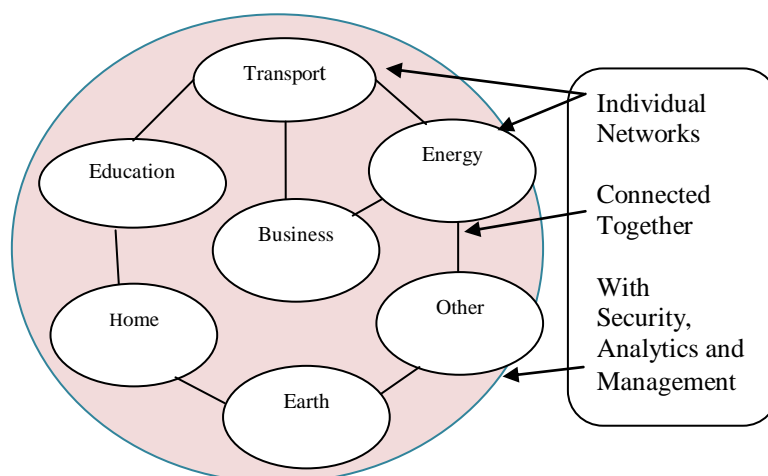 Transport
Education
Energy
Business
Home
Other
Earth
Individual
Networks
Connected
Together
With
Security,
Analytics and
Management